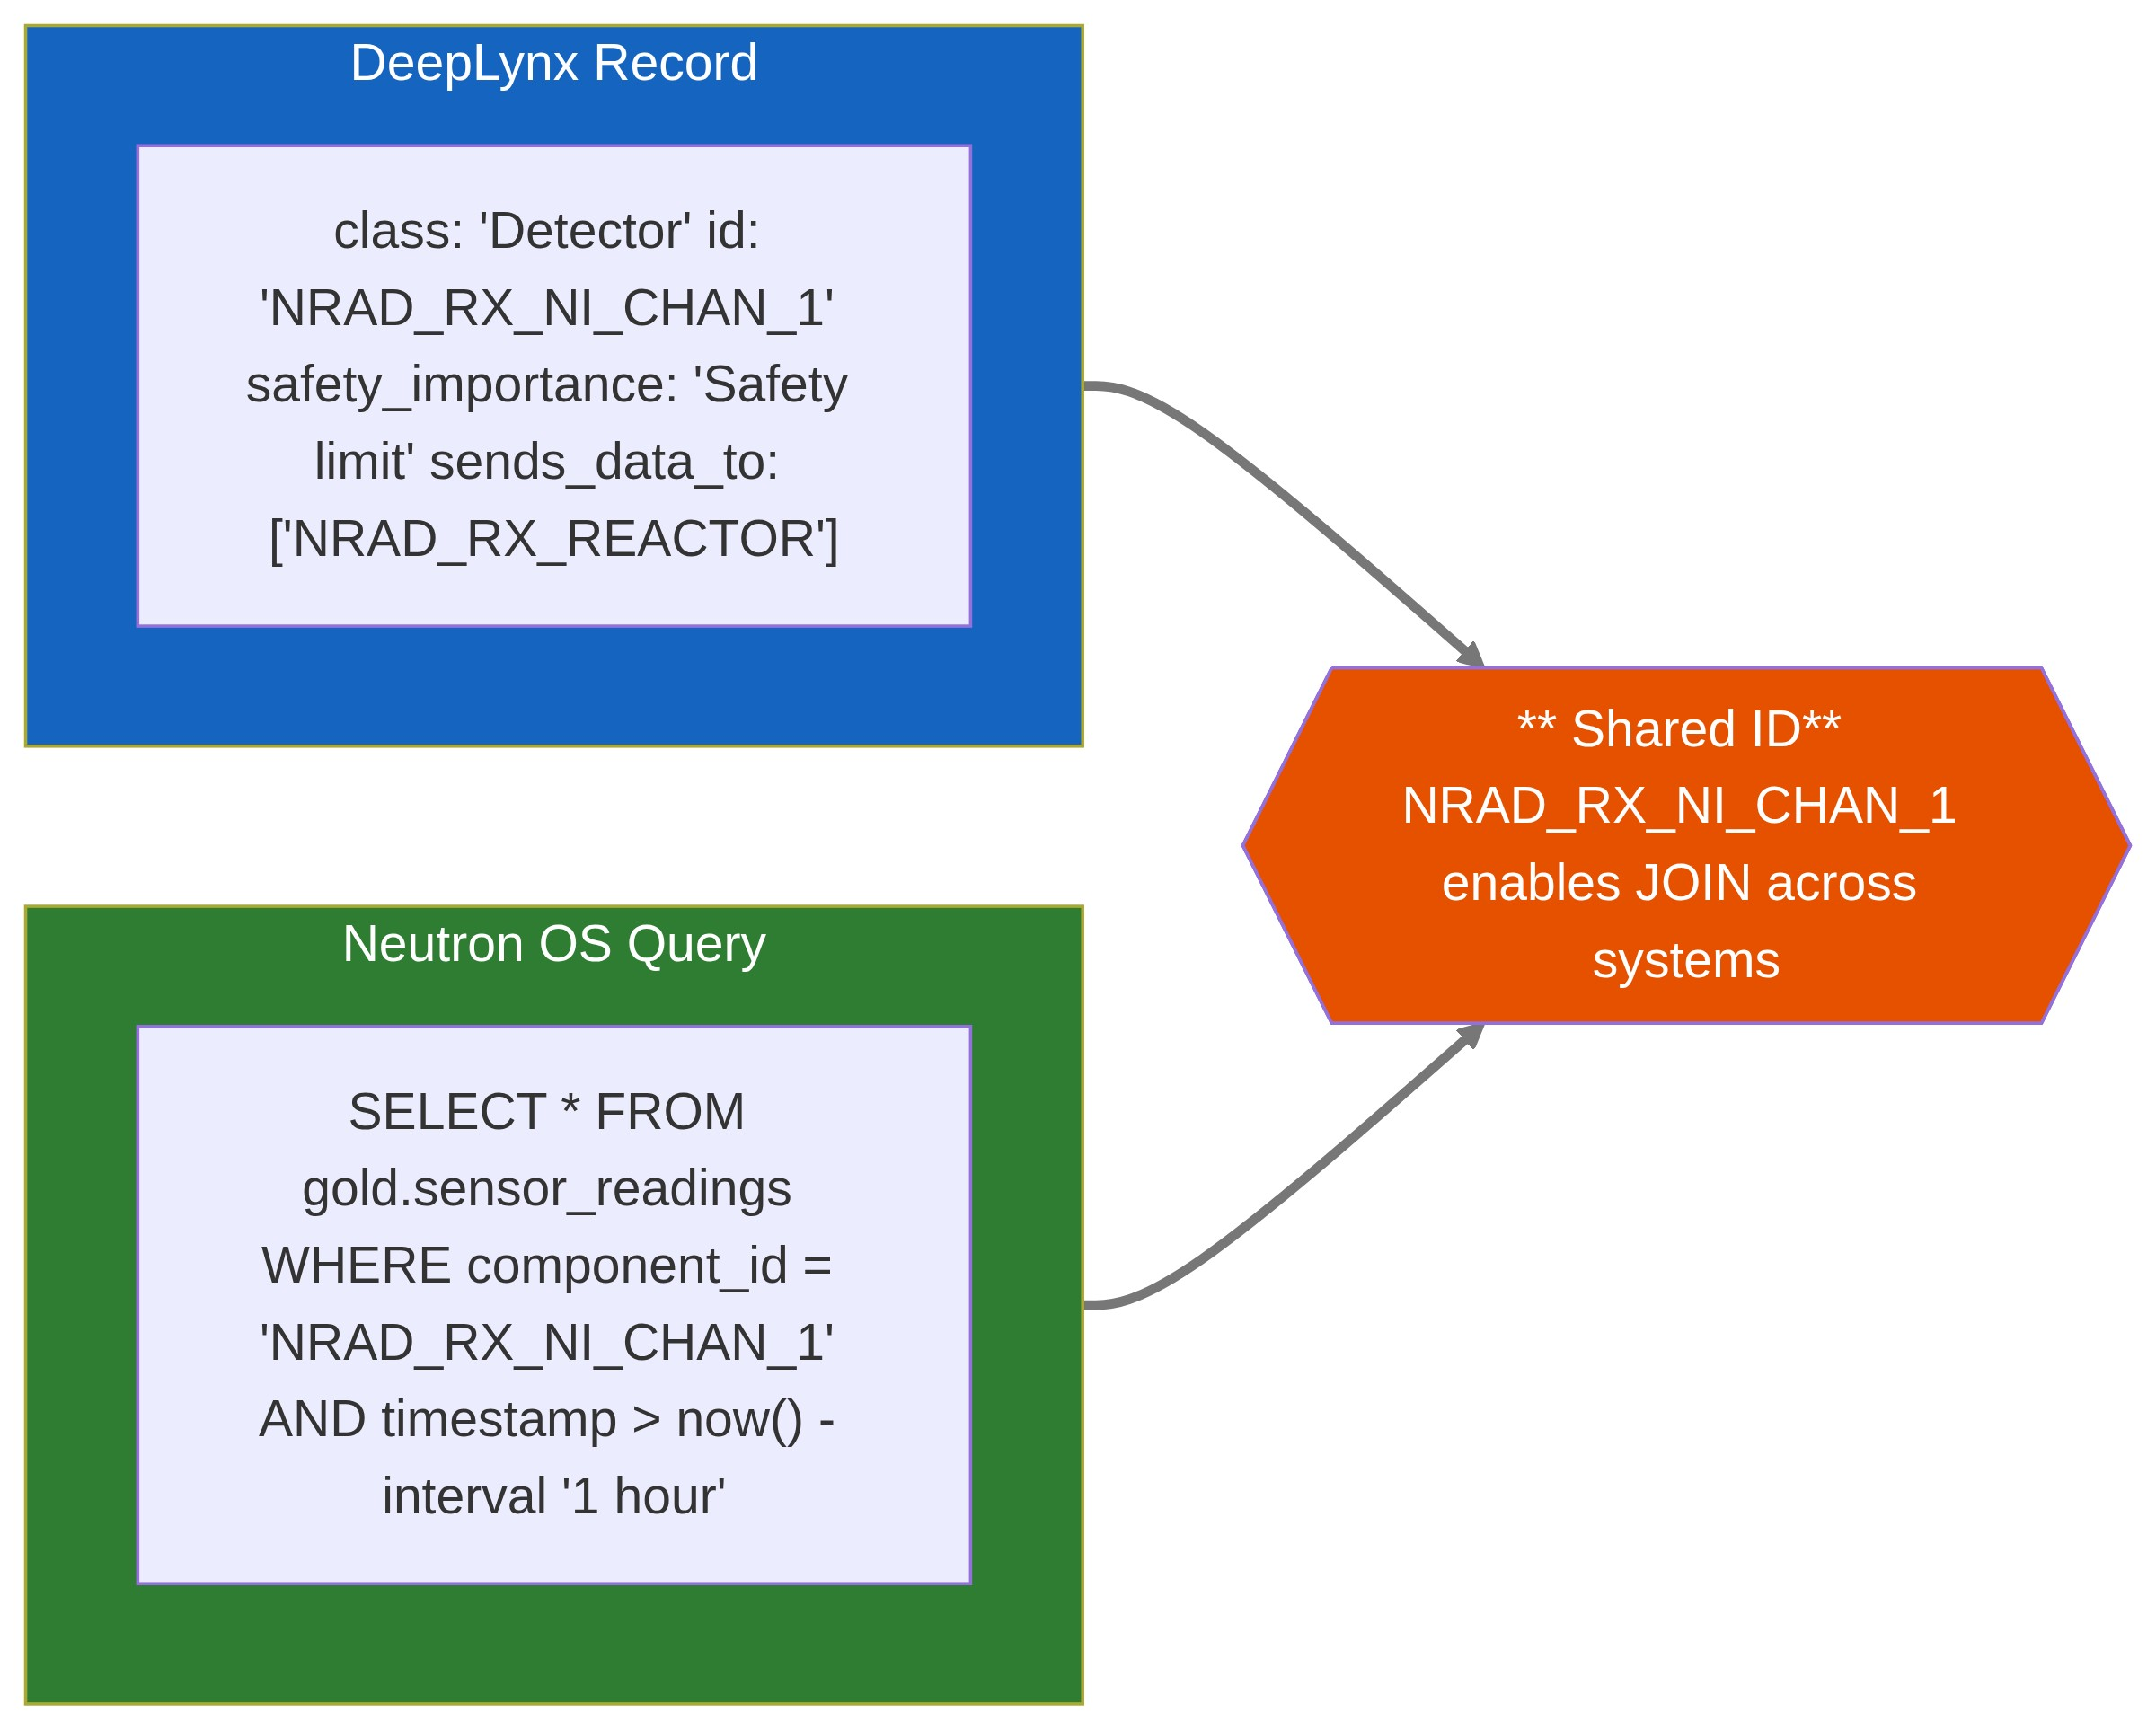 DeepLynx Record
class: 'Detector' id:
'NRAD_RX_NI_CHAN_1'
safety_importance: 'Safety
limit' sends_data_to:
['NRAD_RX_REACTOR']
** Shared ID**
NRAD_RX_NI_CHAN_1
enables JOIN across
systems
Neutron OS Query
SELECT * FROM
gold.sensor_readings
WHERE component_id =
'NRAD_RX_NI_CHAN_1'
AND timestamp > now() -
interval '1 hour'